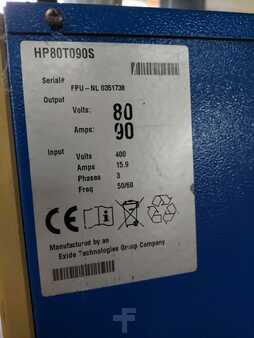 HP80T090S
Serial#
FPU-NL 0351738
Output
Volts: 80
Amps: 90
Input
Volts 400
Amps 15.9
Phases 3
Freq 50/60
CE
Manufactured by an
Exide Technologies Group Company